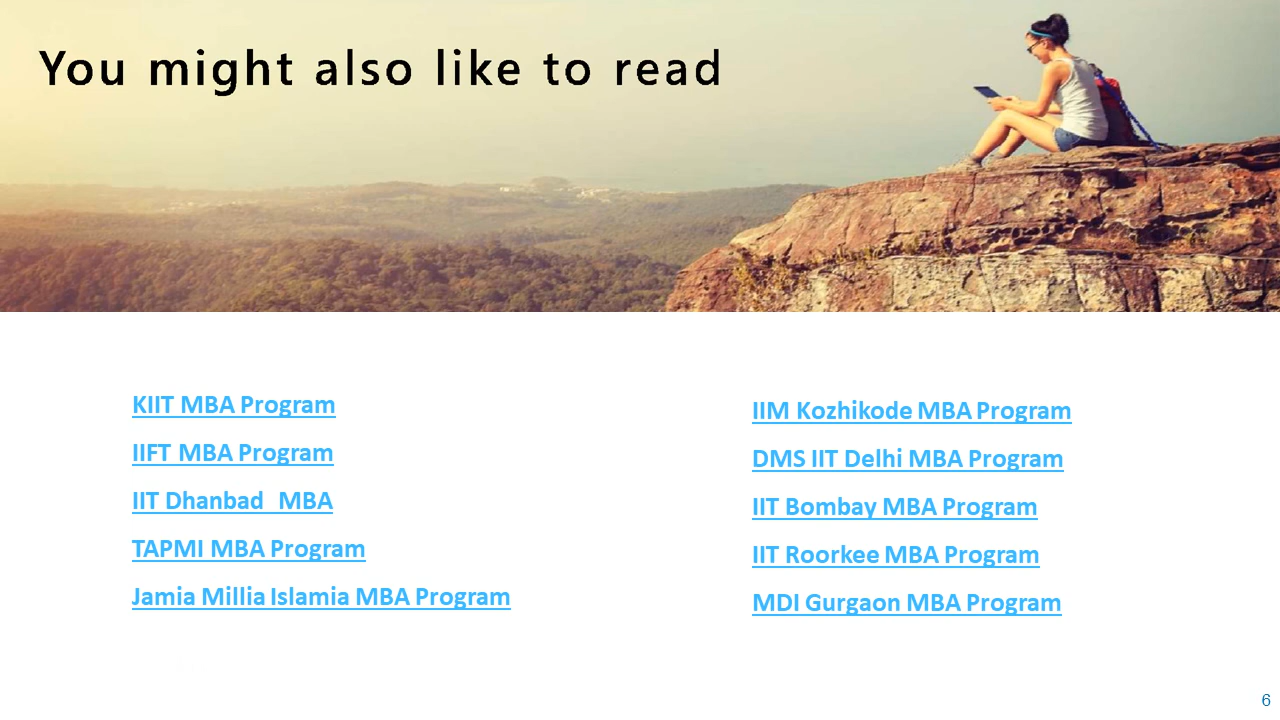 You might also like to read
KIIT MBA Program
IIFT MBA Program
IIT Dhanbad  MBA
TAPMI MBA Program
Jamia Millia Islamia MBA Program
IIM Kozhikode MBA Program
DMS IIT Delhi MBA Program
IIT Bombay MBA Program
IIT Roorkee MBA Program
MDI Gurgaon MBA Program
6